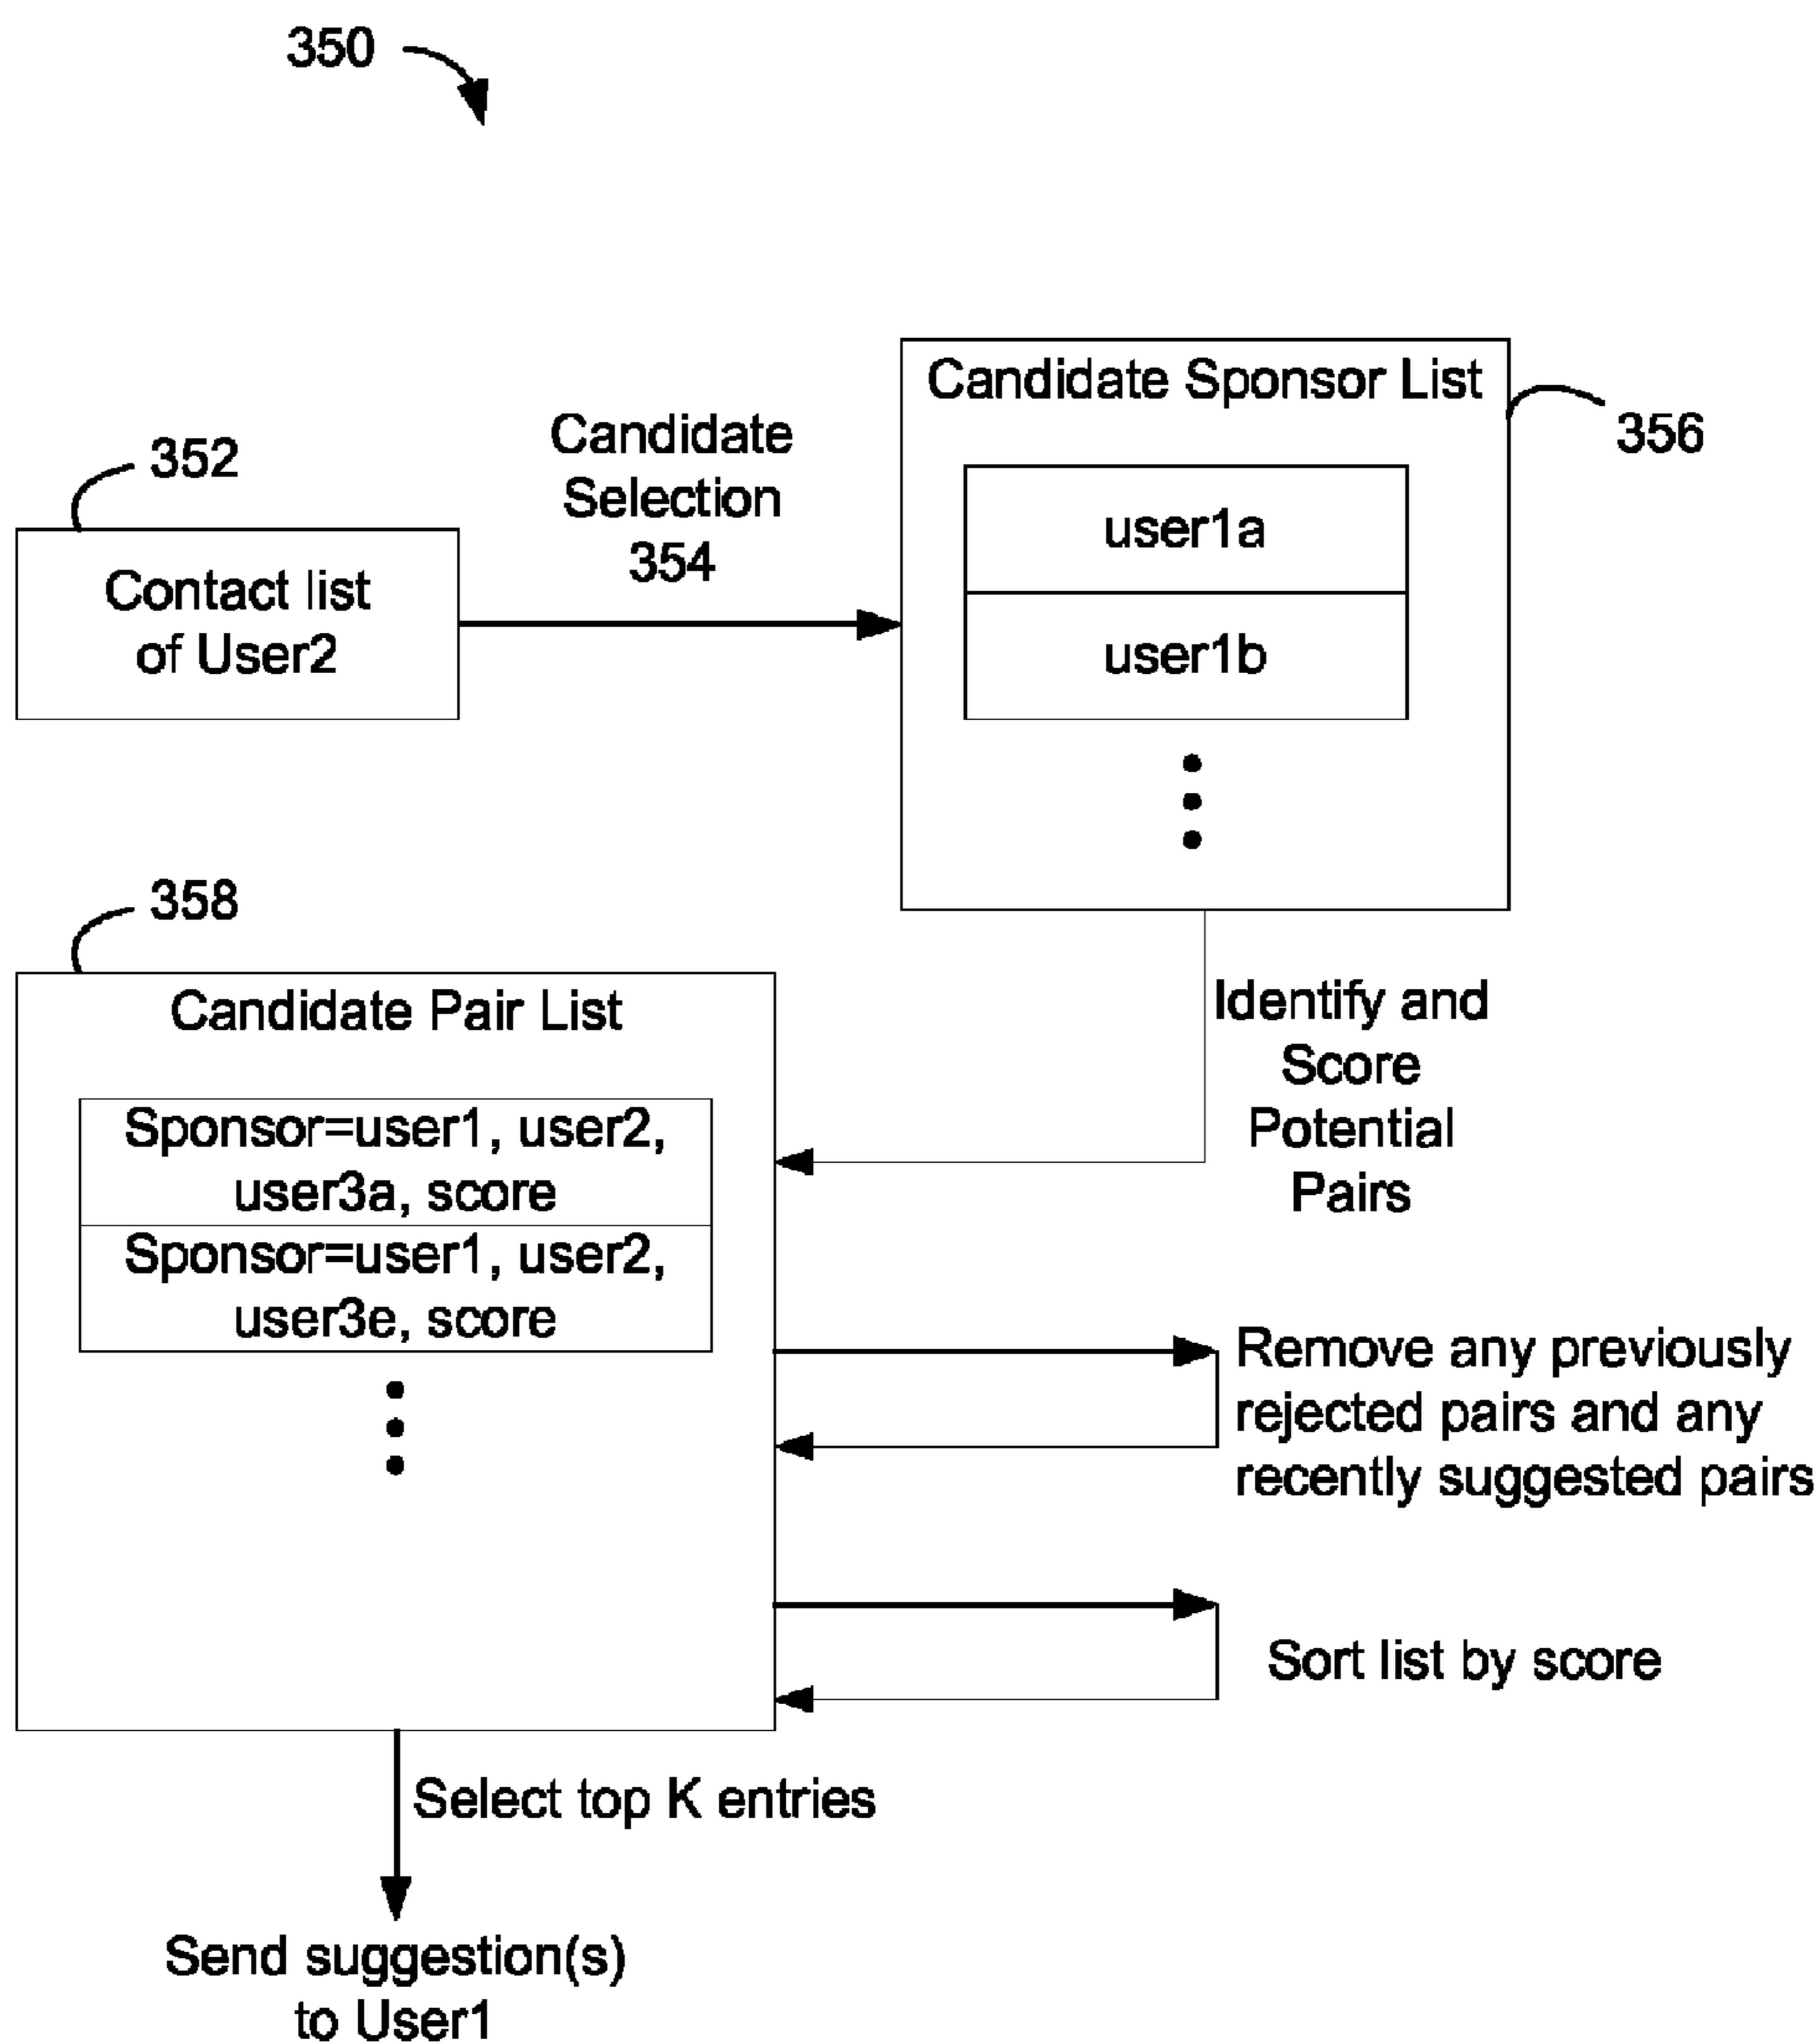 350
Candidate Sponsor List
356
352
Candidate
Selection
354
user1a
Contact list
of User2
user1b
358
Candidate Pair List
Identify and
Score
Potential
Pairs
Sponsor=user1, user2,
user3a, score
Sponsor=user1, user2,
user3e, score
Remove any previously
rejected pairs and any
recently suggested pairs
Sort list by score
Select top K entries
Send suggestion(s)
to User1